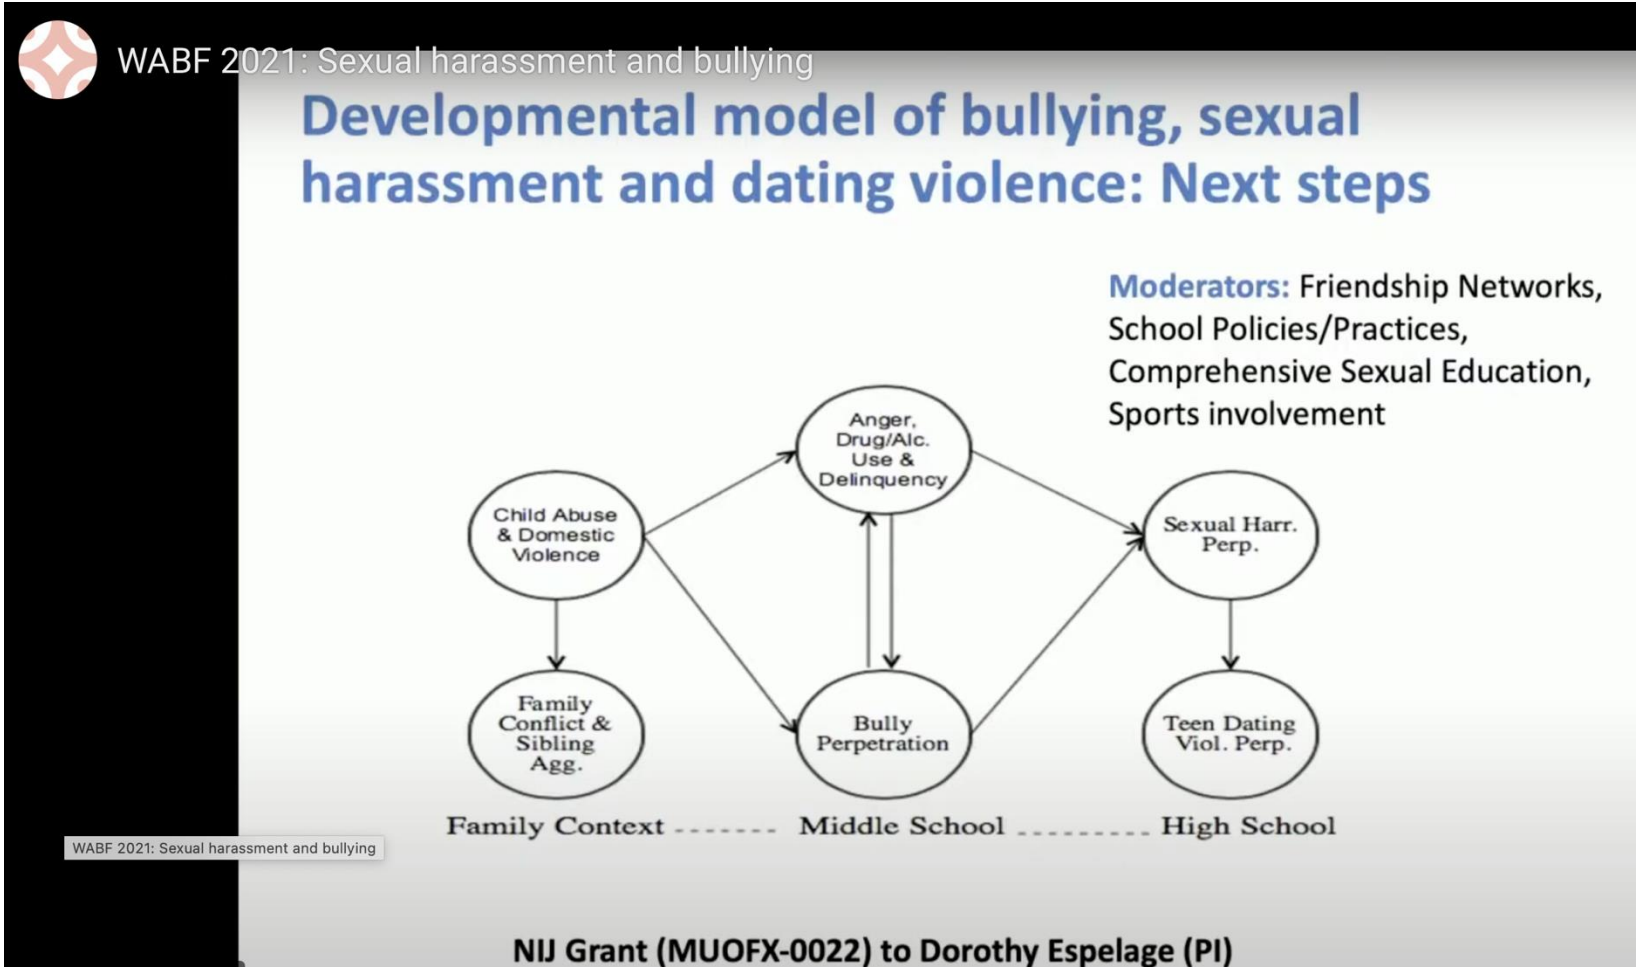 WABF 2021: Sexual harassment and bullying
Developmental model of bullying, sexual
harassment and dating violence: Next steps
Moderators: Friendship Networks,
School Policies/Practices,
Comprehensive Sexual Education,
Sports involvement
Anger,
Drug/Alc.
Use &
Delinquency
Child Abuse
& Domestic
Violence
Sexual Harr.
Perp.
Family
Conflict &
Sibling
Agg.
Bully
Perpetration
Teen Dating
Viol. Perp.
Family Context ------- Middle School --------- High School
WABF 2021: Sexual harassment and bullying
NIJ Grant (MUOFX-0022) to Dorothy Espelage (PI)